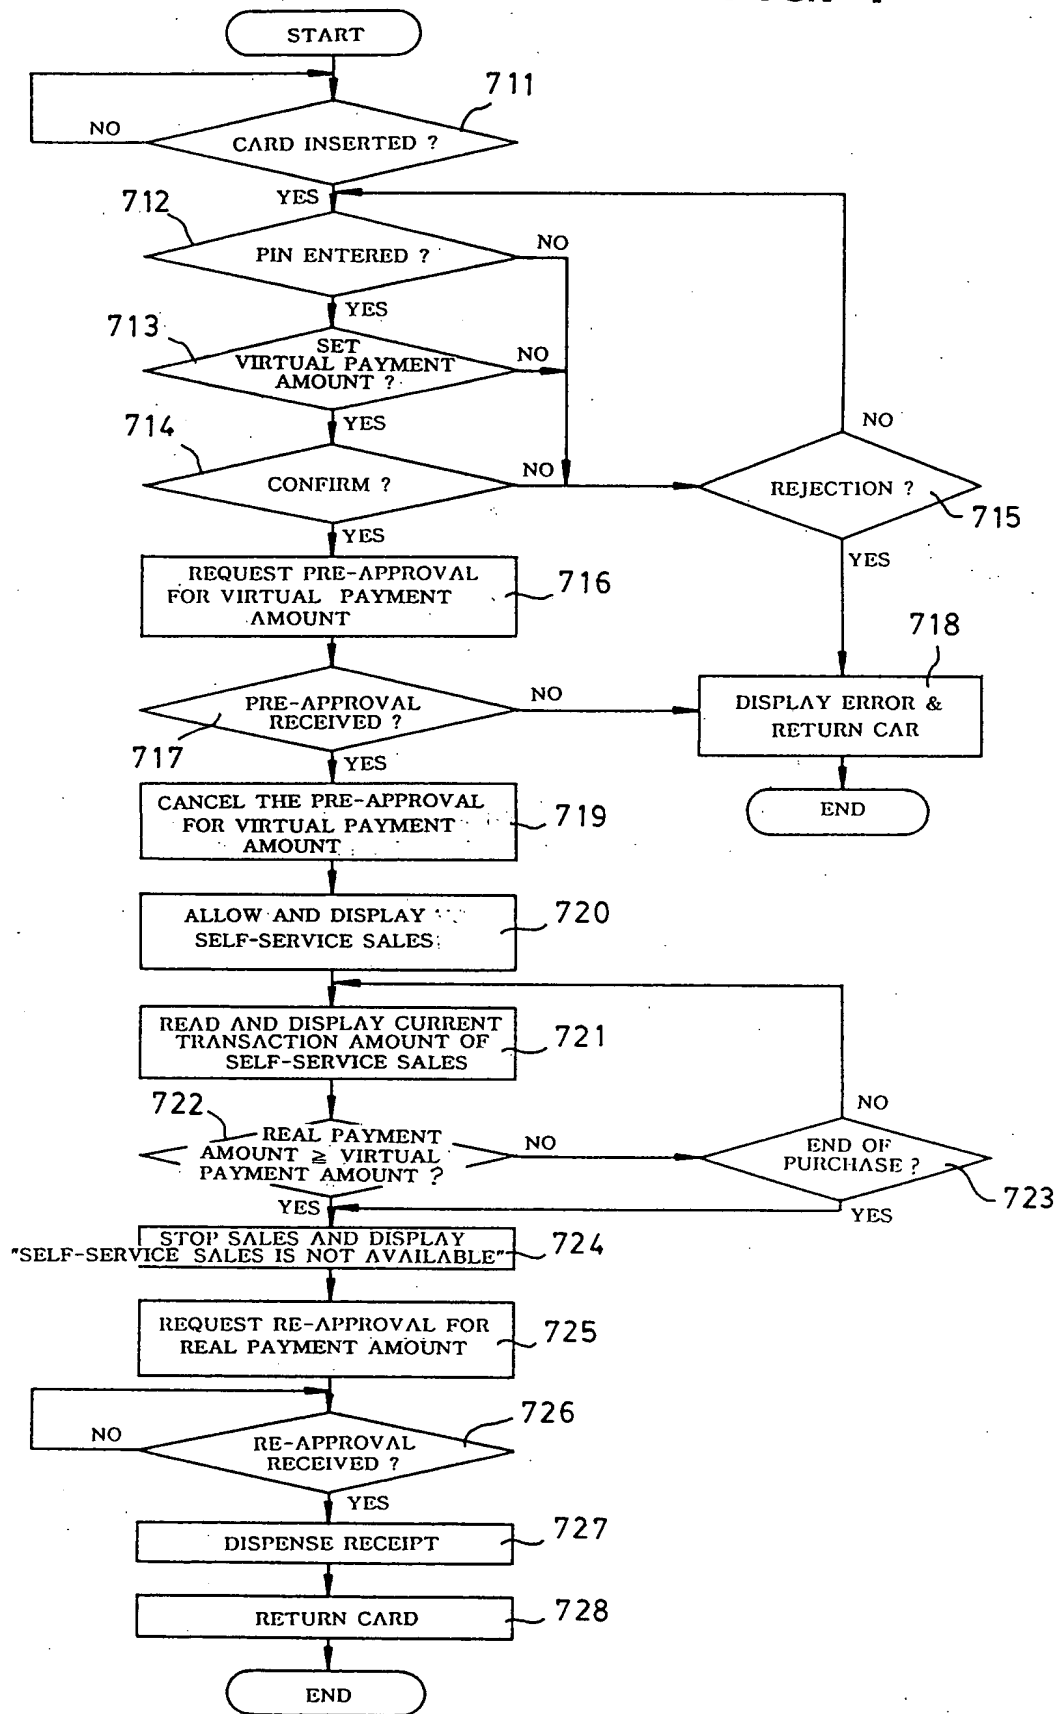 START
711
NO
CARD INSERTED ?
YES
712
PIN ENTERED ?
NO
YES
713
SET
VIRTUAL PAYMENT
AMOUNT ?
NO
YES
714
NO
CONFIRM ?
NO
REJECTION ?
715
YES
YES
REQUEST PRE-APPROVAL
FOR VIRTUAL PAYMENT
AMOUNT
716
718
PRE-APPROVAL
RECEIVED ?
NO
717
DISPLAY ERROR &
RETURN CAR
YES
CANCEL THE PRE-APPROVAL
FOR VIRTUAL PAYMENT
AMOUNT
719
END
ALLOW AND DISPLAY
SELF-SERVICE SALES
720
READ AND DISPLAY CURRENT
TRANSACTION AMOUNT OF
SELF-SERVICE SALES
721
722
REAL PAYMENT
AMOUNT ≧ VIRTUAL
PAYMENT AMOUNT ?
NO
NO
END OF
PURCHASE ?
723
YES
YES
STOP SALES AND DISPLAY
"SELF-SERVICE SALES IS NOT AVAILABLE"
724
REQUEST RE-APPROVAL FOR
REAL PAYMENT AMOUNT
725
726
NO
RE-APPROVAL
RECEIVED ?
YES
DISPENSE RECEIPT
727
RETURN CARD
728
END